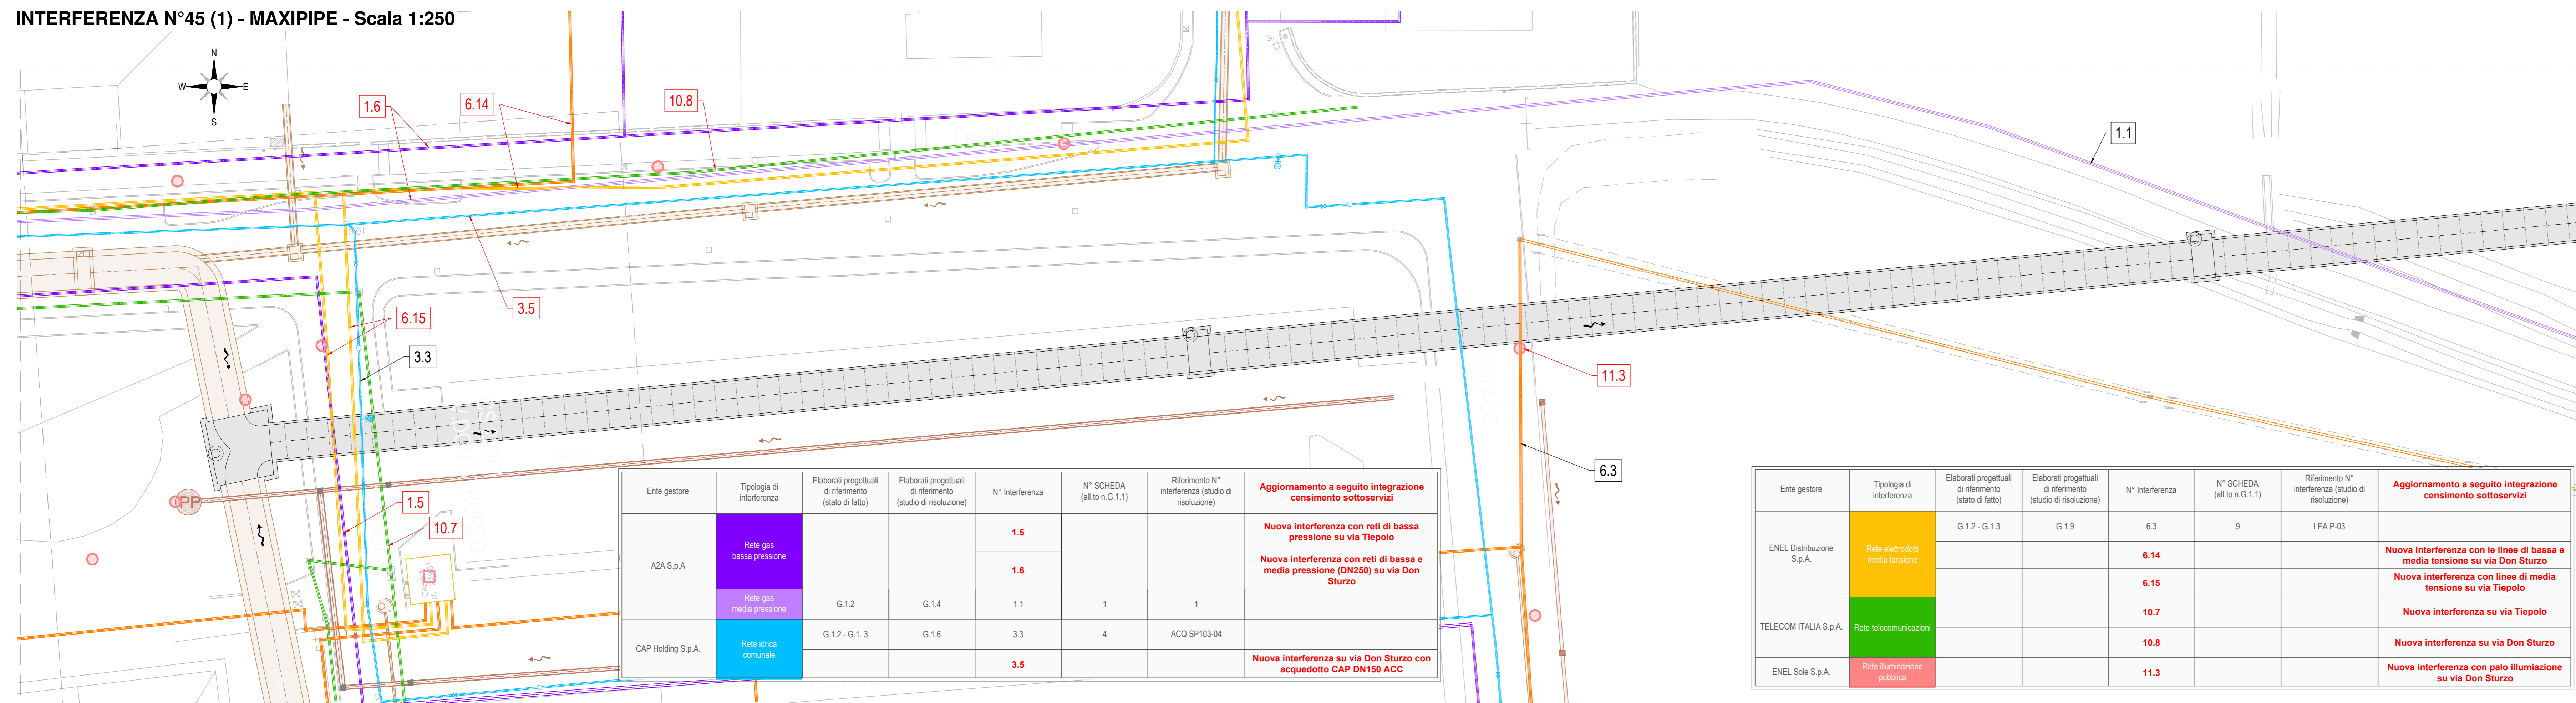 INTERFERENZA N°45 (1) - MAXIPIPE - Scala 1:250
N
W
E
S
1.6
6.14
10.8
1.1
3.5
6.15
3.3
11.3
6.3
1.5
10.7
PP
150 ACC
Ente gestore
Tipologia di
interferenza
Elaborati progettuali
di riferimento
(stato di fatto)
Elaborati progettuali
di riferimento
(studio di risoluzione)
N° Interferenza
N° SCHEDA
(all.to n.G.1.1)
Riferimento N°
interferenza (studio di
risoluzione)
Aggiornamento a seguito integrazione
censimento sottoservizi
A2A S.p.A
Rete gas
bassa pressione
1.5
Nuova interferenza con reti di bassa
pressione su via Tiepolo
1.6
Nuova interferenza con reti di bassa e
media pressione (DN250) su via Don
Sturzo
Rete gas
media pressione
G.1.2
G.1.4
1.1
1
1
CAP Holding S.p.A.
Rete idrica
comunale
G.1.2 - G.1. 3
G.1.6
3.3
4
ACQ SP103-04
3.5
Nuova interferenza su via Don Sturzo con
acquedotto CAP DN150 ACC
Ente gestore
Tipologia di
interferenza
Elaborati progettuali
di riferimento
(stato di fatto)
Elaborati progettuali
di riferimento
(studio di risoluzione)
N° Interferenza
N° SCHEDA
(all.to n.G.1.1)
Riferimento N°
interferenza (studio di
risoluzione)
Aggiornamento a seguito integrazione
censimento sottoservizi
ENEL Distribuzione
S.p.A.
Rete elettrodotti
media tensione
G.1.2 - G.1.3
G.1.9
6.3
9
LEA P-03
6.14
Nuova interferenza con le linee di bassa e
media tensione su via Don Sturzo
6.15
Nuova interferenza con linee di media
tensione su via Tiepolo
TELECOM ITALIA S.p.A.
Rete telecomunicazioni
10.7
Nuova interferenza su via Tiepolo
10.8
Nuova interferenza su via Don Sturzo
ENEL Sole S.p.A.
Rete illuminazione
pubblica
11.3
Nuova interferenza con palo illumiazione
su via Don Sturzo